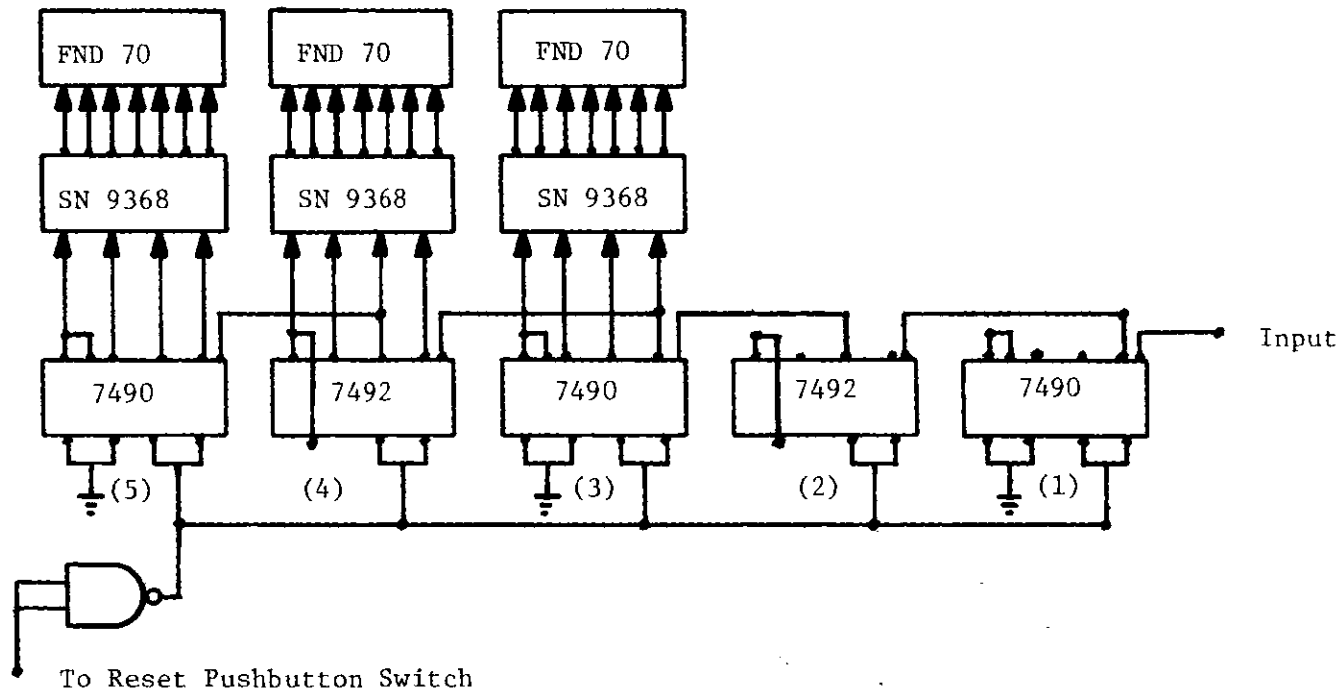 FND 70
FND 70
FND 70
SN 9368
SN 9368
SN 9368
Input
7490
7492
7490
7492
7490
(5)
(4)
(3)
(2)
(1)
To Reset Pushbutton Switch